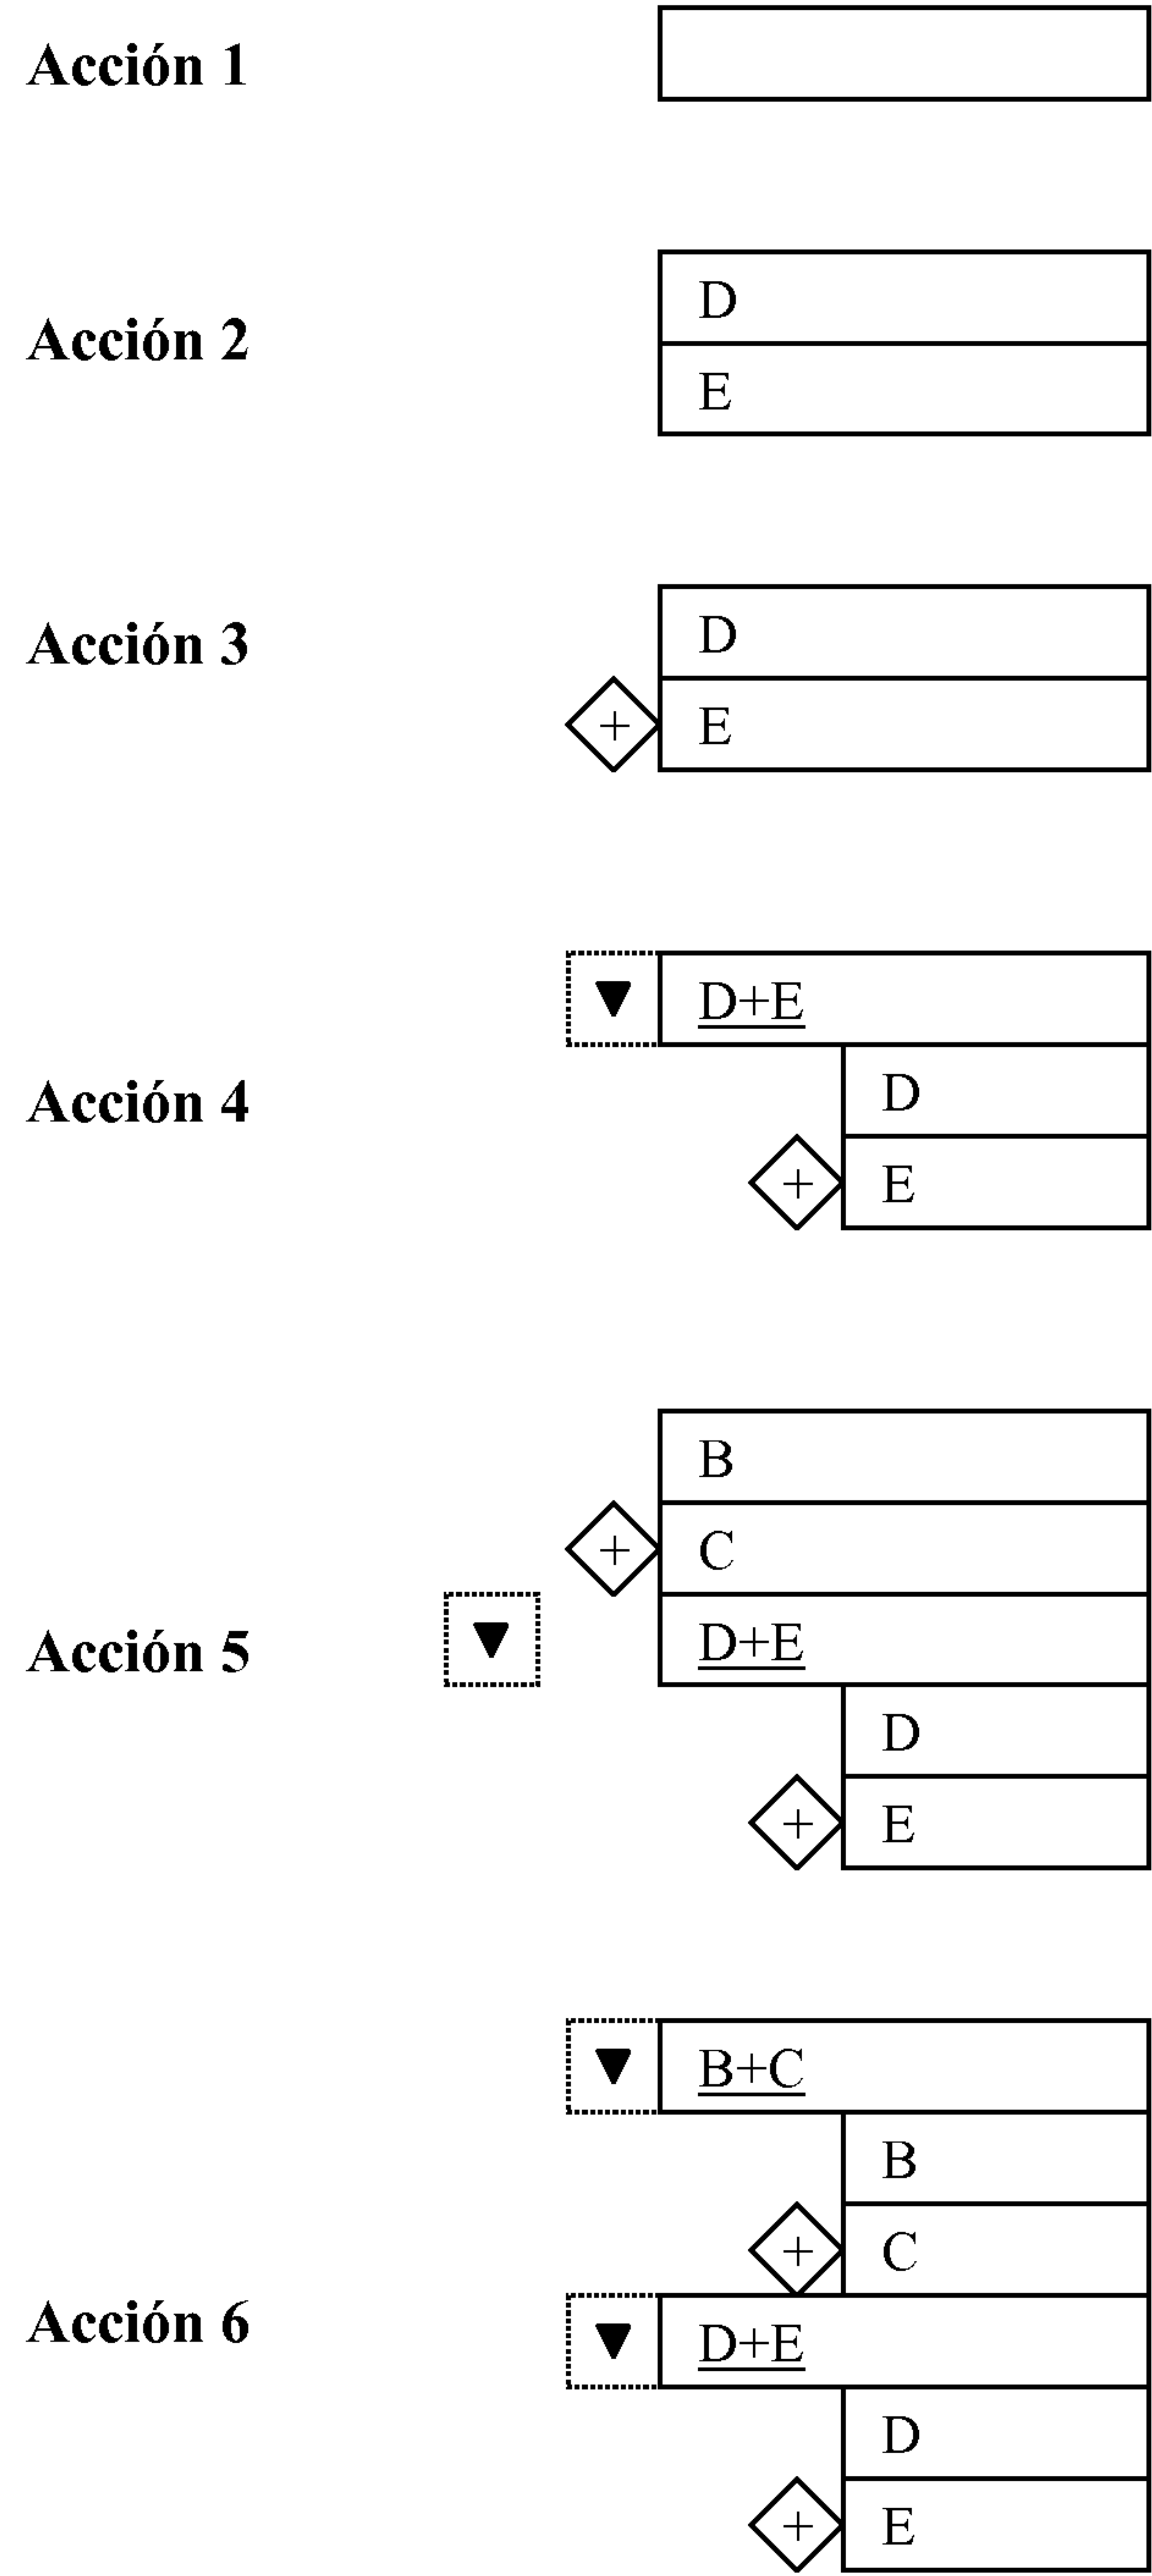 Acción 1
D
Acción 2
E
D
Acción 3
+ E
▼ D+E
D
Acción 4
+ E
B
+ C
▼ D+E
Acción 5
D
+ E
▼ B+C
B
+ C
Acción 6
▼ D+E
D
+ E